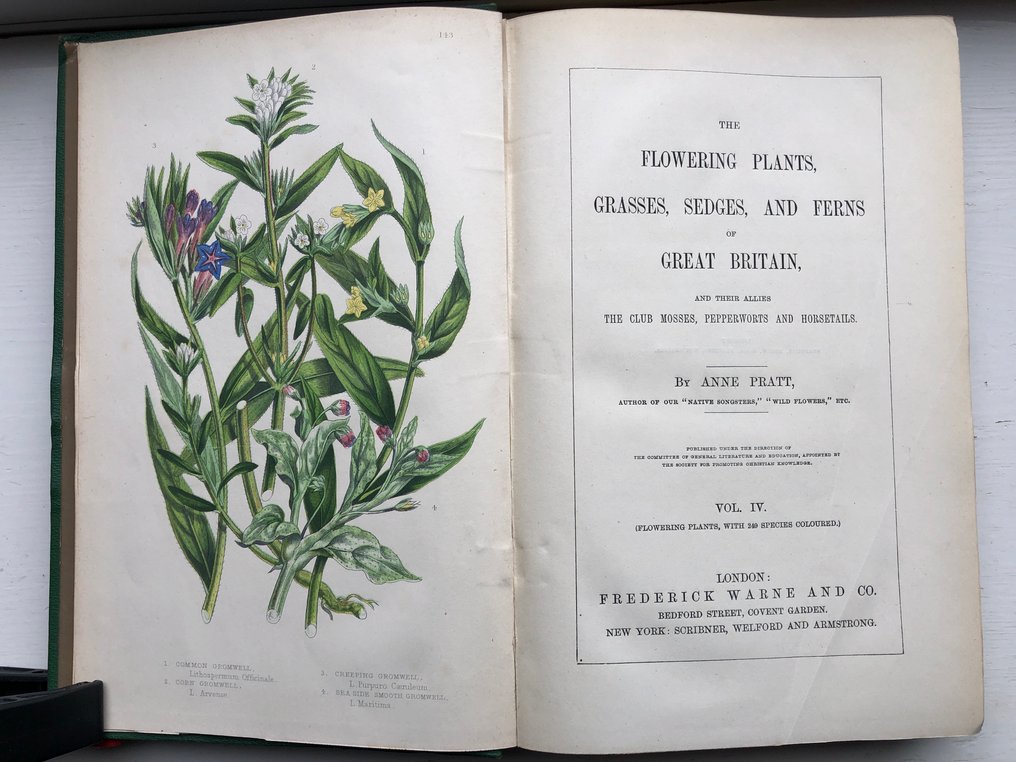 143
2
1
3
4
1. COMMON GROMWELL,
Lithospermum Officinale.
2. CORN GROMWELL,
L. Arvense.
3. CREEPING GROMWELL,
L. Purpuro Cæruleum.
4. SEA SIDE SMOOTH GROMWELL,
L. Maritima.
THE
FLOWERING PLANTS,
GRASSES, SEDGES, AND FERNS
OF
GREAT BRITAIN,
AND THEIR ALLIES
THE CLUB MOSSES, PEPPERWORTS AND HORSETAILS.
BY ANNE PRATT,
AUTHOR OF OUR "NATIVE SONGSTERS," "WILD FLOWERS," ETC.
PUBLISHED UNDER THE DIRECTION OF
THE COMMITTEE OF GENERAL LITERATURE AND EDUCATION, APPOINTED BY
THE SOCIETY FOR PROMOTING CHRISTIAN KNOWLEDGE.
VOL. IV.
(FLOWERING PLANTS, WITH 249 SPECIES COLOURED.)
LONDON:
FREDERICK WARNE AND CO.
BEDFORD STREET, COVENT GARDEN.
NEW YORK: SCRIBNER, WELFORD AND ARMSTRONG.